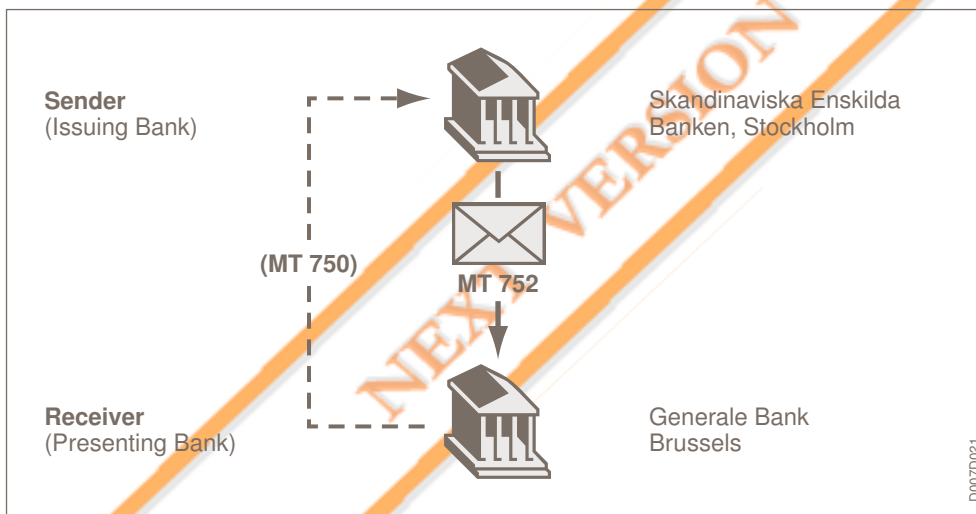 Sender
(Issuing Bank)
Skandinaviska Enskilda
Banken, Stockholm
(MT 750)
MT 752
NEXT VERSION
Receiver
(Presenting Bank)
Generale Bank
Brussels
D007D021